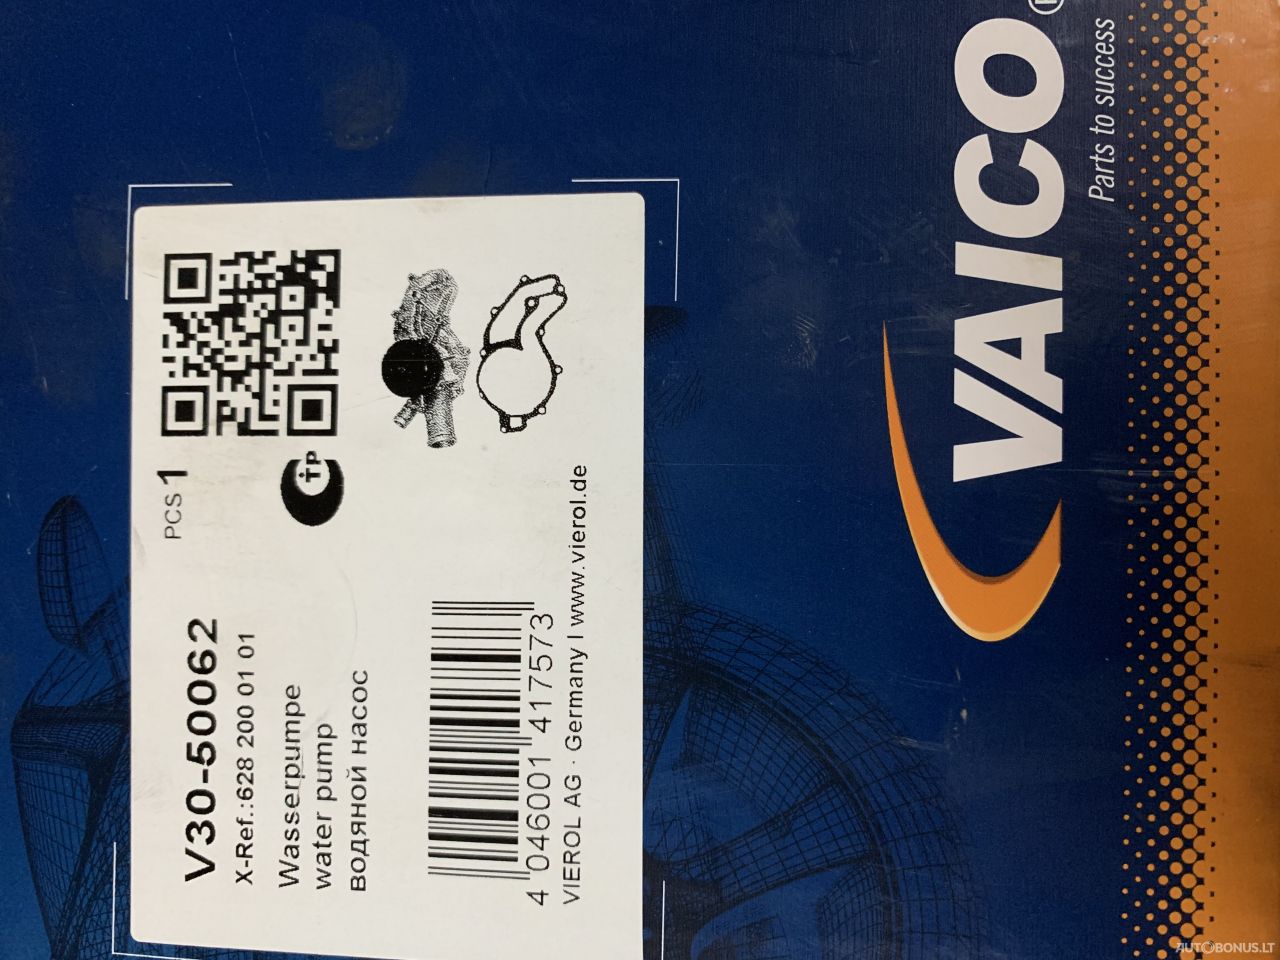 V30-50062
PCS 1
X-Ref.:628 200 01 01
Wasserpumpe
water pump
водяной насос
4 046001 417573
VIEROL AG · Germany I www.vierol.de
VAICO
Parts to success
AUTOBONUS.LT